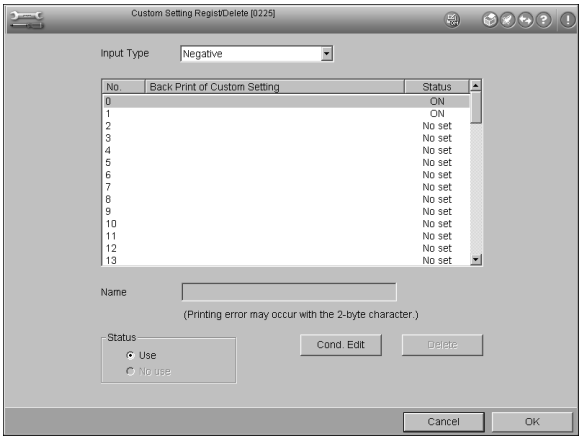 Custom Setting Regist/Delete [0225]
Input Type Negative
No. Back Print of Custom Setting Status
0 ON
1 ON
2 No set
3 No set
4 No set
5 No set
6 No set
7 No set
8 No set
9 No set
10 No set
11 No set
12 No set
13 No set
Name
(Printing error may occur with the 2-byte character.)
Status
Use
No use
Cond. Edit Delete
Cancel OK